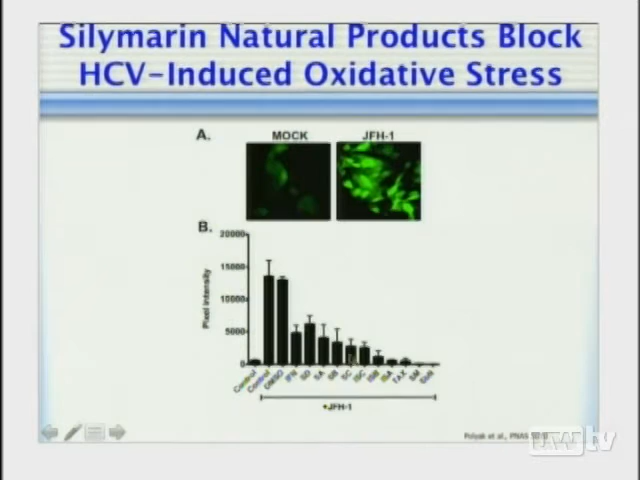 Silymarin Natural Products Block
HCV-Induced Oxidative Stress
A.
MOCK
JFH-1
B.
20000
15000
10000
5000
0
Pixel Intensity
Control
Control
DMSO
IFN
SD
SA
SB
SC
ISC
ISB
ISA
TAX
SM
+JFH-1
Polyak et al., PNAS
uwtv